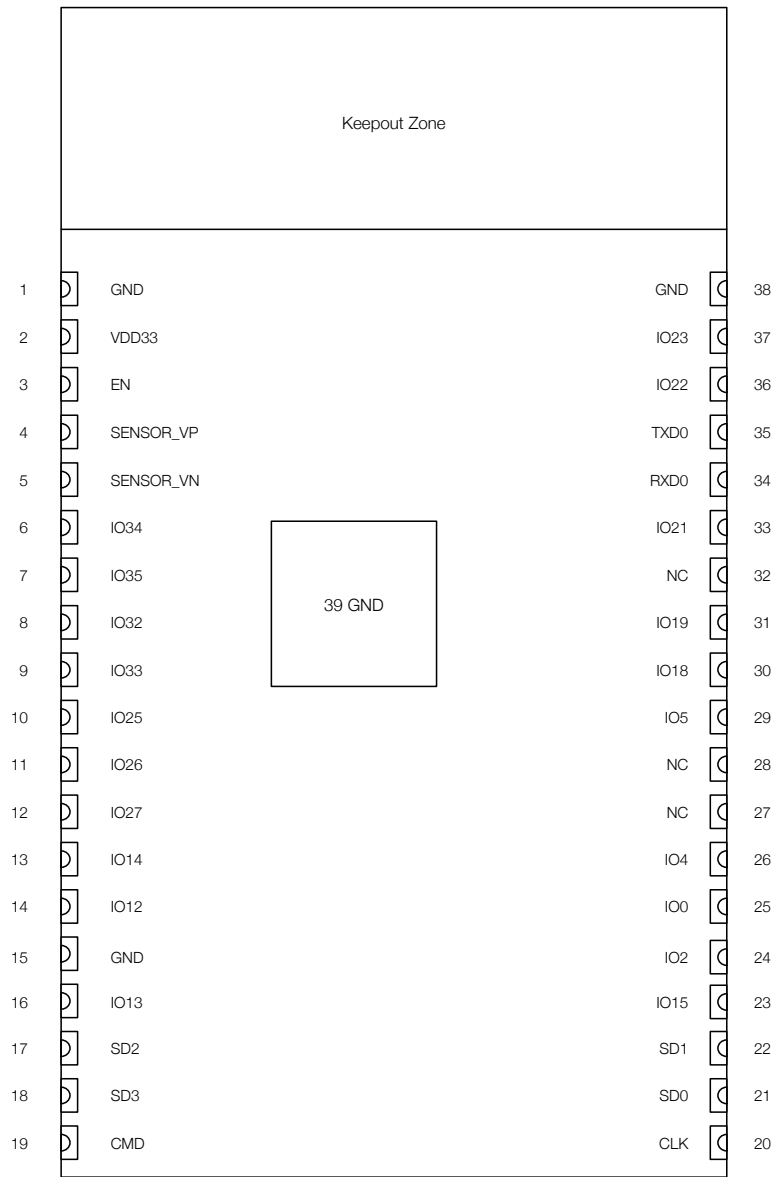 Keepout Zone
1 GND GND 38
2 VDD33 IO23 37
3 EN IO22 36
4 SENSOR_VP TXD0 35
5 SENSOR_VN RXD0 34
6 IO34 IO21 33
7 IO35 NC 32
39 GND
8 IO32 IO19 31
9 IO33 IO18 30
10 IO25 IO5 29
11 IO26 NC 28
12 IO27 NC 27
13 IO14 IO4 26
14 IO12 IO0 25
15 GND IO2 24
16 IO13 IO15 23
17 SD2 SD1 22
18 SD3 SD0 21
19 CMD CLK 20